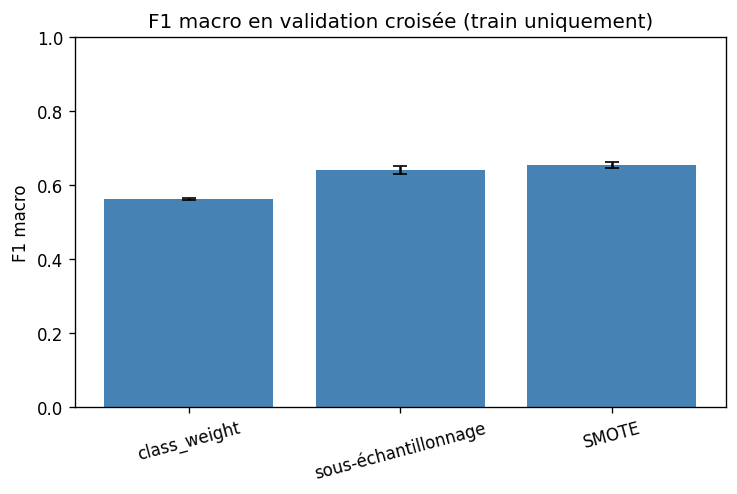 F1 macro en validation croisée (train uniquement)
1.0
0.8
0.6
0.4
0.2
0.0
F1 macro
class_weight
sous-échantillonnage
SMOTE